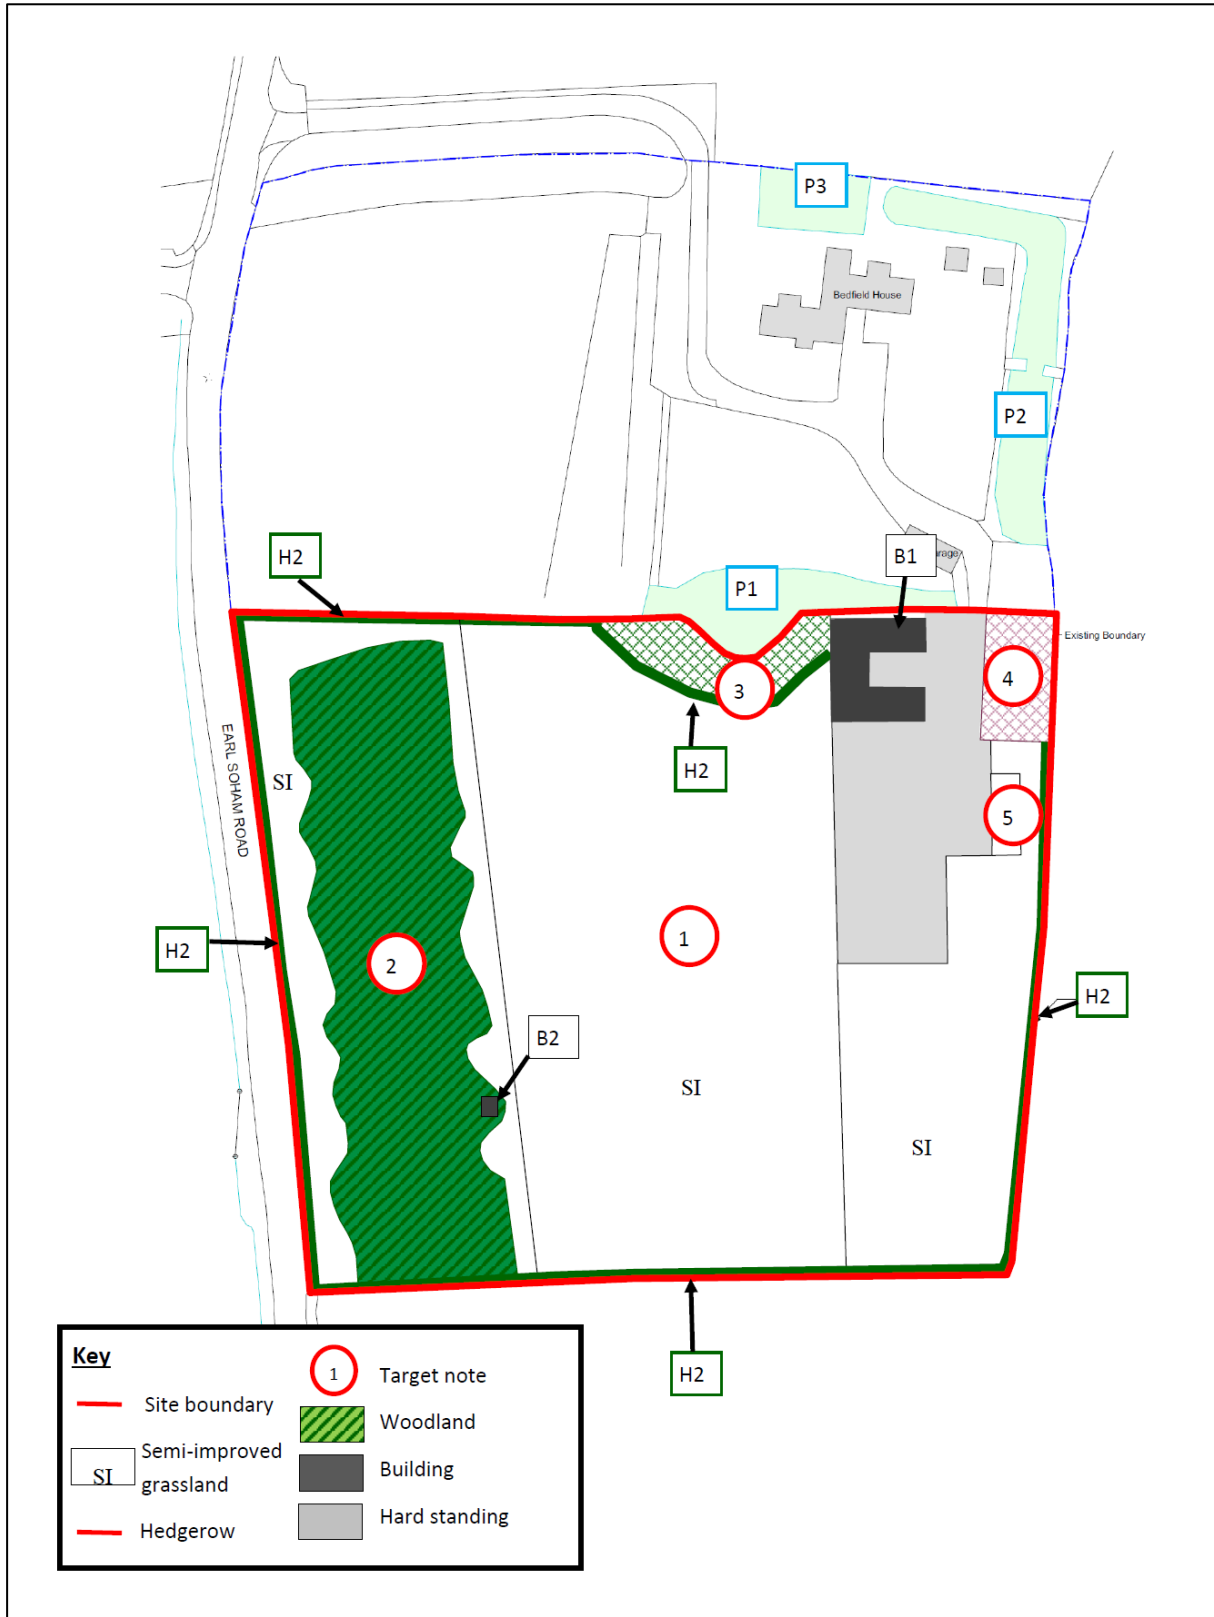 P3
Bedfield House
P2
H2
B1
arage
P1
Existing Boundary
4
3
H2
EARL SOHAM ROAD
SI
5
1
H2
2
H2
B2
SI
SI
H2
Key
1 Target note
Site boundary
Woodland
Semi-improved
SI
grassland
Building
Hard standing
Hedgerow